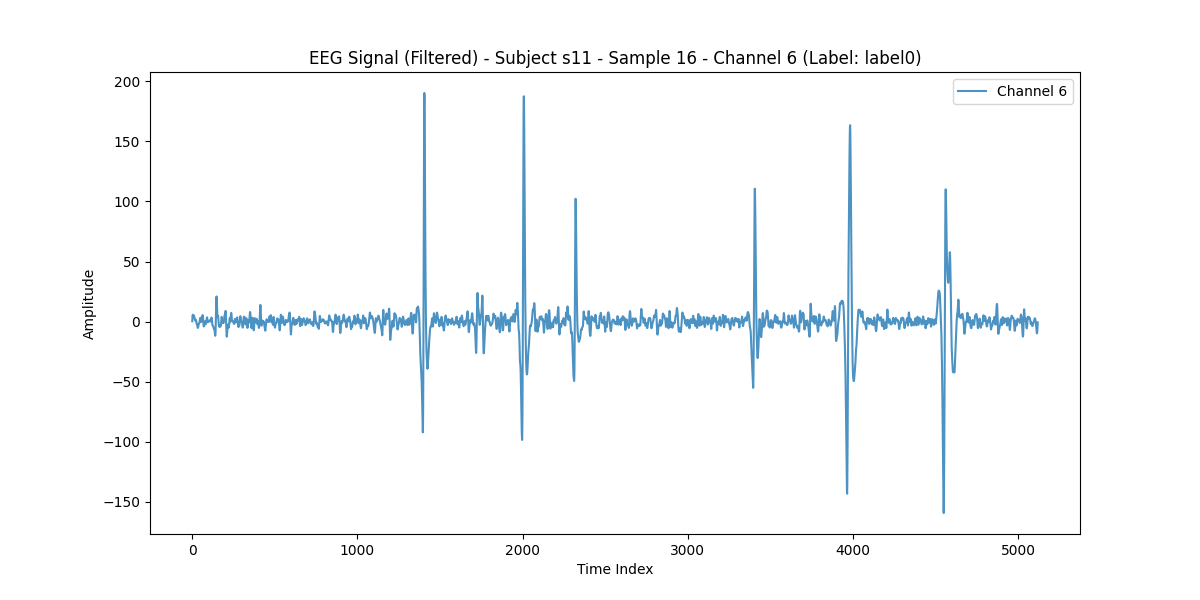 EEG Signal (Filtered) - Subject s11 - Sample 16 - Channel 6 (Label: label0)
Channel 6
200
150
100
50
0
−50
−100
−150
Amplitude
0 1000 2000 3000 4000 5000
Time Index